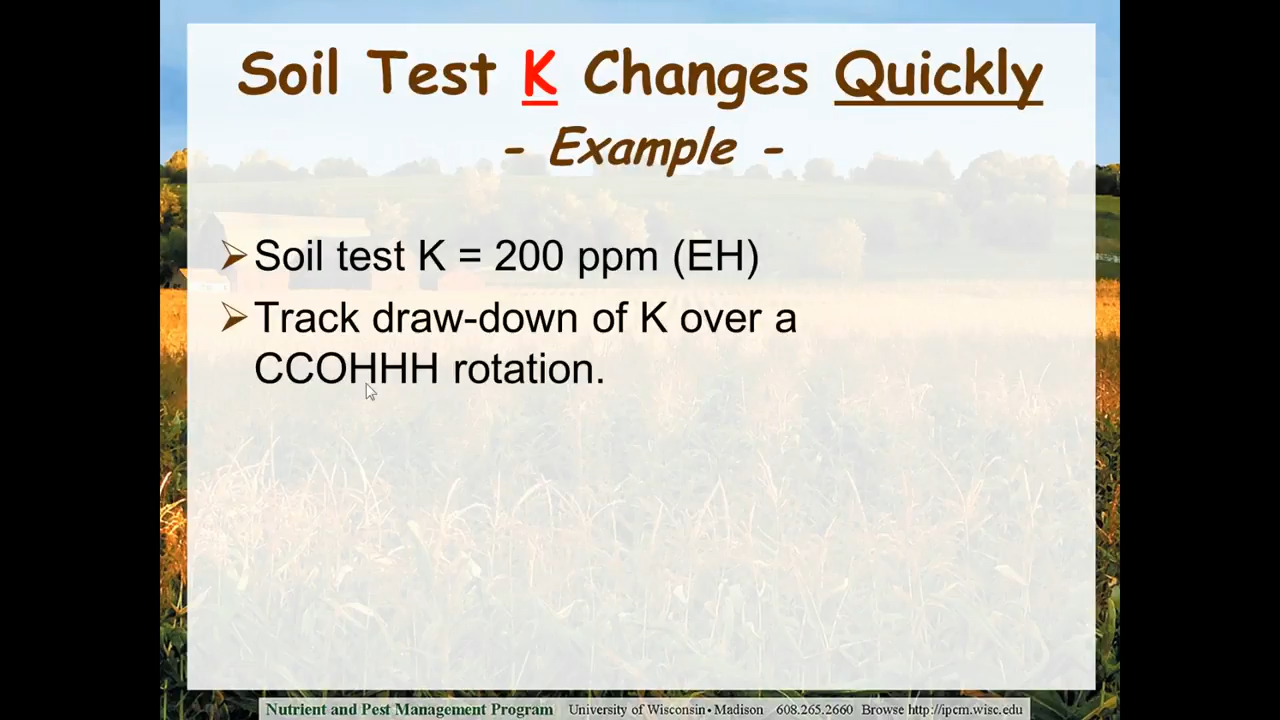 Soil Test K Changes Quickly
- Example -
Soil test K = 200 ppm (EH)
Track draw-down of K over a
CCOHHH rotation.
Nutrient and Pest Management Program University of Wisconsin • Madison 608.265.2660 Browse http://ipcm.wisc.edu